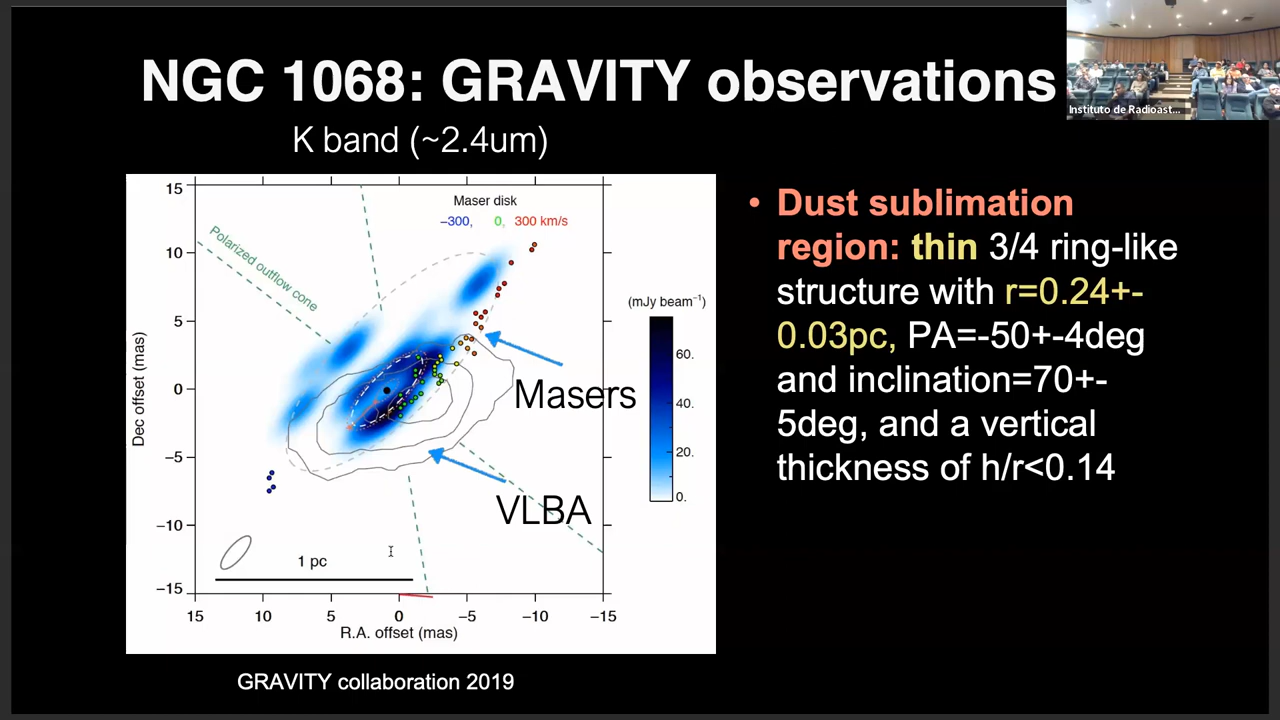 NGC 1068: GRAVITY observations
Instituto de Radioast...
K band (~2.4um)
15
10
5
0
−5
−10
−15
Dec offset (mas)
Maser disk
−300, 0, 300 km/s
Polarized outflow cone
(mJy beam⁻¹)
60.
40.
20.
0.
Masers
VLBA
1 pc
15 10 5 0 −5 −10 −15
R.A. offset (mas)
GRAVITY collaboration 2019
• Dust sublimation
region: thin 3/4 ring-like
structure with r=0.24+-
0.03pc, PA=-50+-4deg
and inclination=70+-
5deg, and a vertical
thickness of h/r<0.14